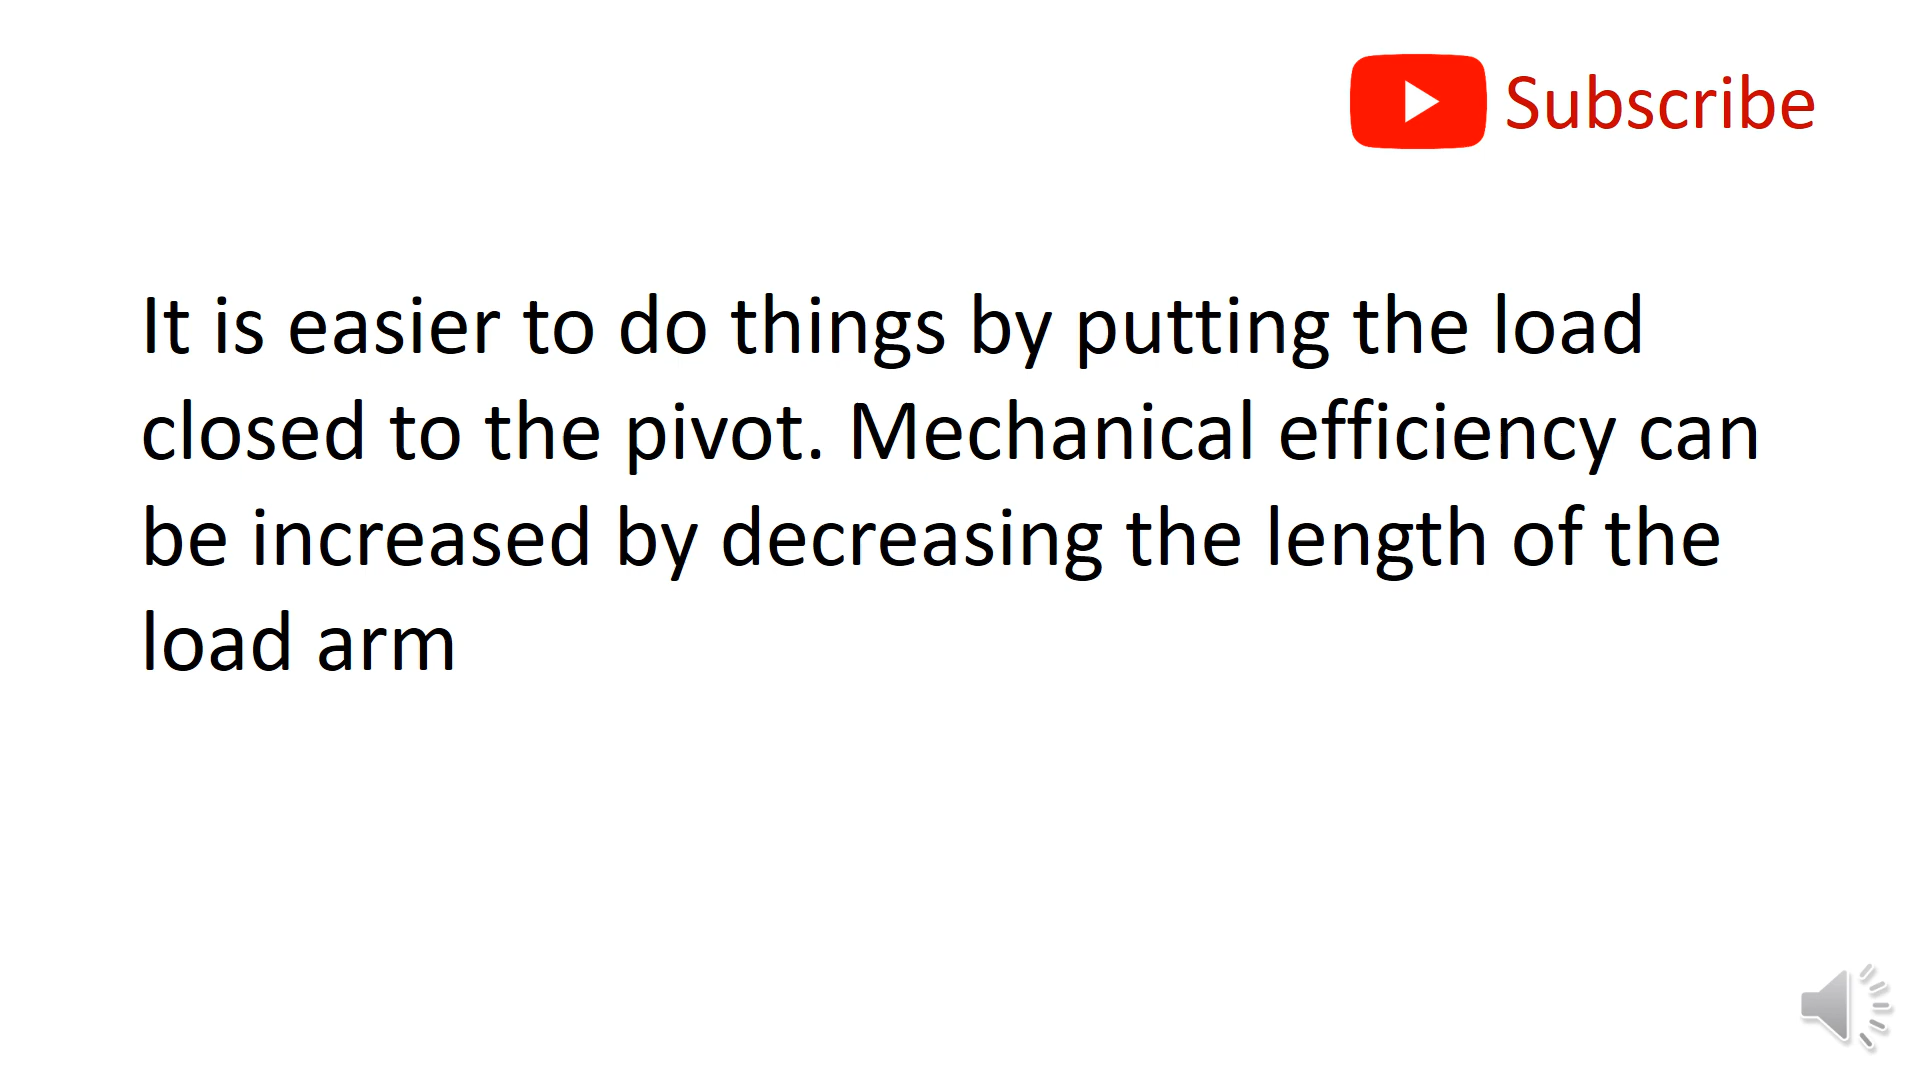 Subscribe
It is easier to do things by putting the load
closed to the pivot. Mechanical efficiency can
be increased by decreasing the length of the
load arm